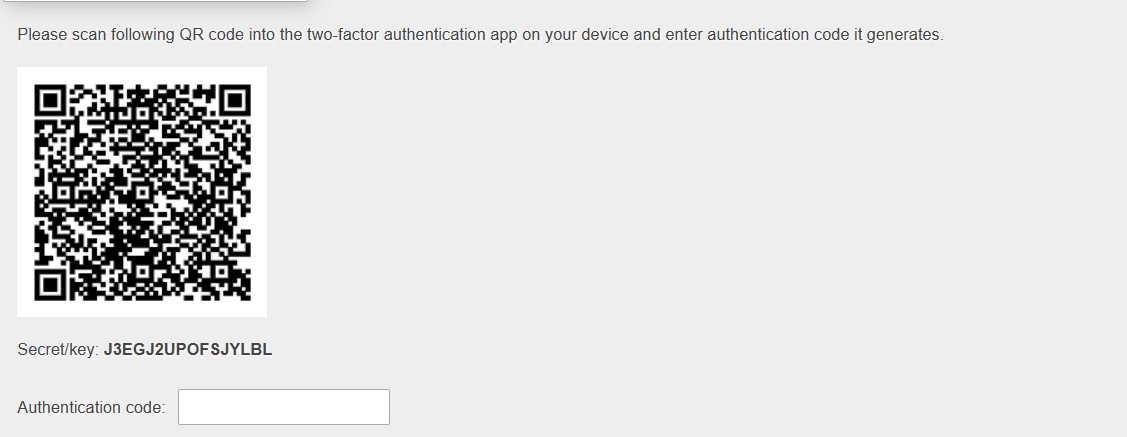 Please scan following QR code into the two-factor authentication app on your device and enter authentication code it generates.
Secret/key: J3EGJ2UPOFSJYLBL
Authentication code: